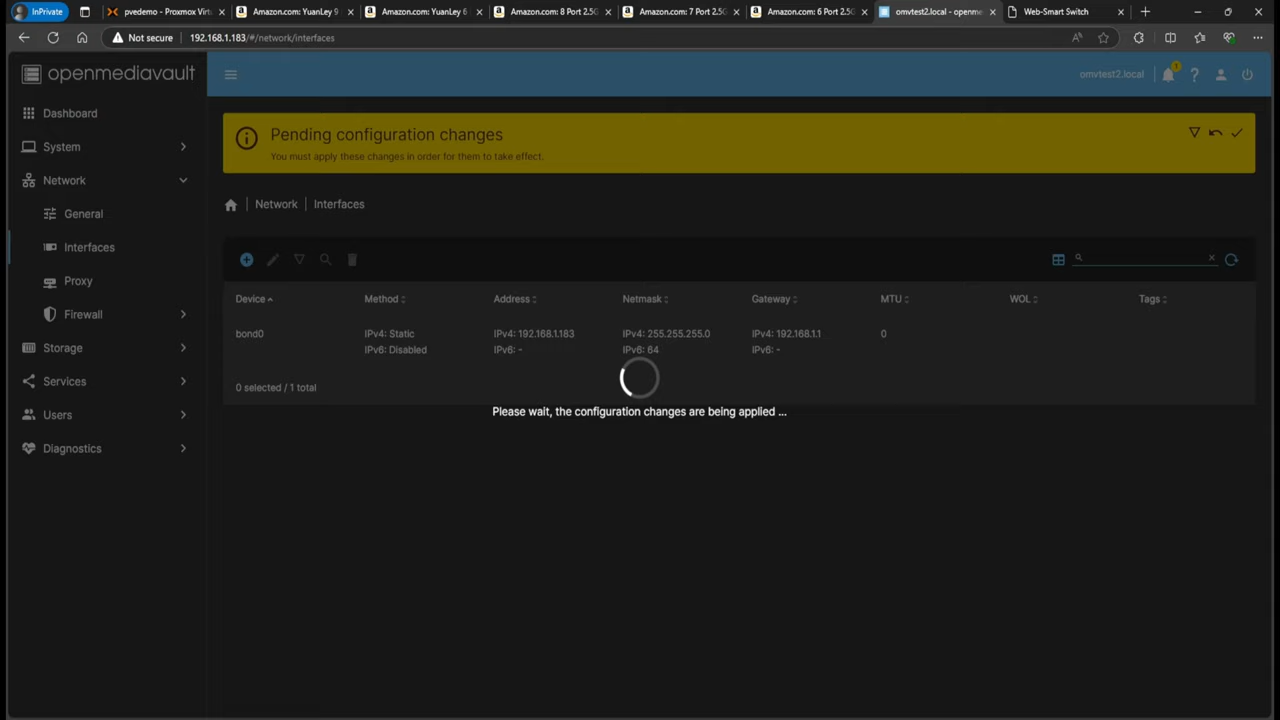 InPrivate
pvedemo - Proxmox Virt
Amazon.com: YuanLey 9
Amazon.com: YuanLey 6
Amazon.com: 8 Port 2.5G
Amazon.com: 7 Port 2.5G
Amazon.com: 6 Port 2.5G
omvtest2.local - openme
Web-Smart Switch
Not secure
192.168.1.183/#/network/interfaces
openmediavault
omvtest2.local
1
Dashboard
System
Network
General
Interfaces
Proxy
Firewall
Storage
Services
Users
Diagnostics
Pending configuration changes
You must apply these changes in order for them to take effect.
Network | Interfaces
Device Method Address Netmask Gateway MTU WOL Tags
bond0 IPv4: Static IPv4: 192.168.1.183 IPv4: 255.255.255.0 IPv4: 192.168.1.1 0
IPv6: Disabled IPv6: - IPv6: 64 IPv6: -
0 selected / 1 total
Please wait, the configuration changes are being applied ...